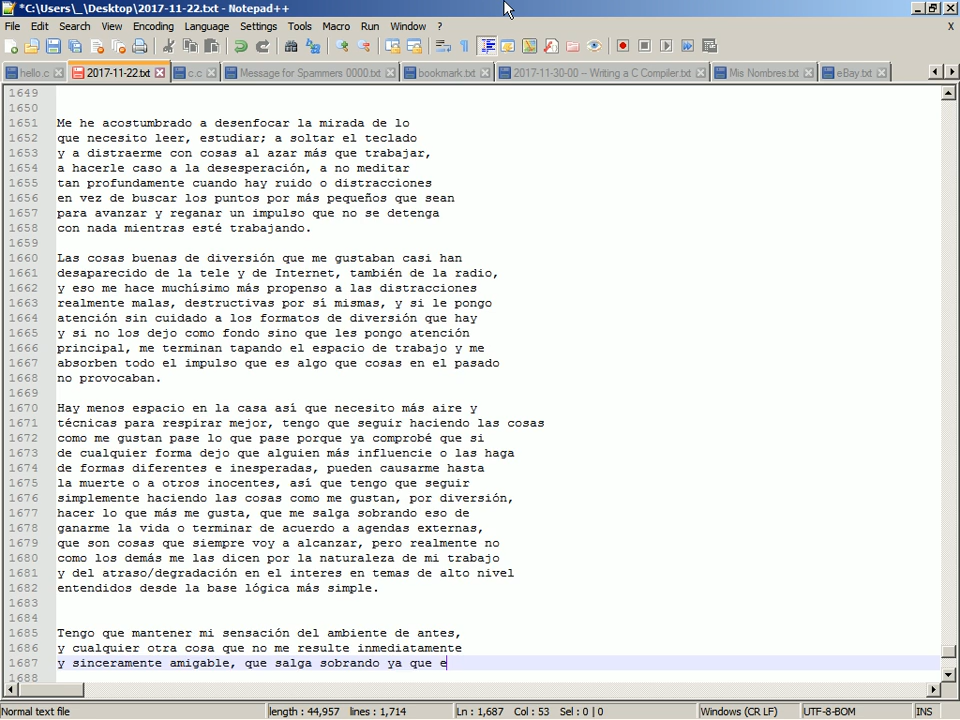 *C:\Users\_\Desktop\2017-11-22.txt - Notepad++
File Edit Search View Encoding Language Settings Tools Macro Run Window ? X
hello.c 2017-11-22.txt c.c Message for Spammers 0000.txt bookmark.txt 2017-11-30-00 -- Writing a C Compiler.txt Mis Nombres.txt eBay.txt
1649
1650
1651 Me he acostumbrado a desenfocar la mirada de lo
1652 que necesito leer, estudiar; a soltar el teclado
1653 y a distraerme con cosas al azar más que trabajar,
1654 a hacerle caso a la desesperación, a no meditar
1655 tan profundamente cuando hay ruido o distracciones
1656 en vez de buscar los puntos por más pequeños que sean
1657 para avanzar y reganar un impulso que no se detenga
1658 con nada mientras esté trabajando.
1659
1660 Las cosas buenas de diversión que me gustaban casi han
1661 desaparecido de la tele y de Internet, también de la radio,
1662 y eso me hace muchísimo más propenso a las distracciones
1663 realmente malas, destructivas por sí mismas, y si le pongo
1664 atención sin cuidado a los formatos de diversión que hay
1665 y si no los dejo como fondo sino que les pongo atención
1666 principal, me terminan tapando el espacio de trabajo y me
1667 absorben todo el impulso que es algo que cosas en el pasado
1668 no provocaban.
1669
1670 Hay menos espacio en la casa así que necesito más aire y
1671 técnicas para respirar mejor, tengo que seguir haciendo las cosas
1672 como me gustan pase lo que pase porque ya comprobé que si
1673 de cualquier forma dejo que alguien más influencie o las haga
1674 de formas diferentes e inesperadas, pueden causarme hasta
1675 la muerte o a otros inocentes, así que tengo que seguir
1676 simplemente haciendo las cosas como me gustan, por diversión,
1677 hacer lo que más me gusta, que me salga sobrando eso de
1678 ganarme la vida o terminar de acuerdo a agendas externas,
1679 que son cosas que siempre voy a alcanzar, pero realmente no
1680 como los demás me las dicen por la naturaleza de mi trabajo
1681 y del atraso/degradación en el interes en temas de alto nivel
1682 entendidos desde la base lógica más simple.
1683
1684
1685 Tengo que mantener mi sensación del ambiente de antes,
1686 y cualquier otra cosa que no me resulte inmediatamente
1687 y sinceramente amigable, que salga sobrando ya que e
1688
Normal text file length : 44,957 lines : 1,714 Ln : 1,687 Col : 53 Sel : 0 | 0 Windows (CR LF) UTF-8-BOM INS